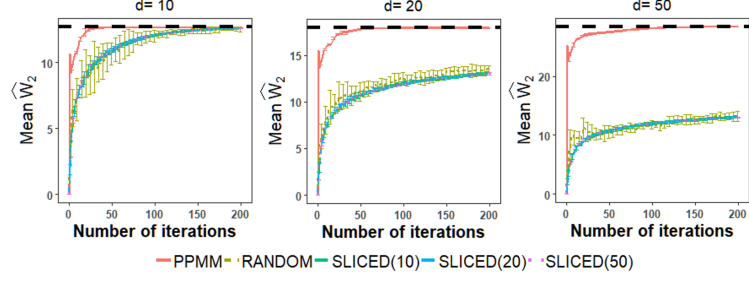 d= 10
d= 20
d= 50
Mean Ŵ₂
10
5
0
0 50 100 150 200
Number of iterations
Mean Ŵ₂
15
10
5
0
0 50 100 150 200
Number of iterations
Mean Ŵ₂
20
10
0
0 50 100 150 200
Number of iterations
PPMM RANDOM SLICED(10) SLICED(20) SLICED(50)